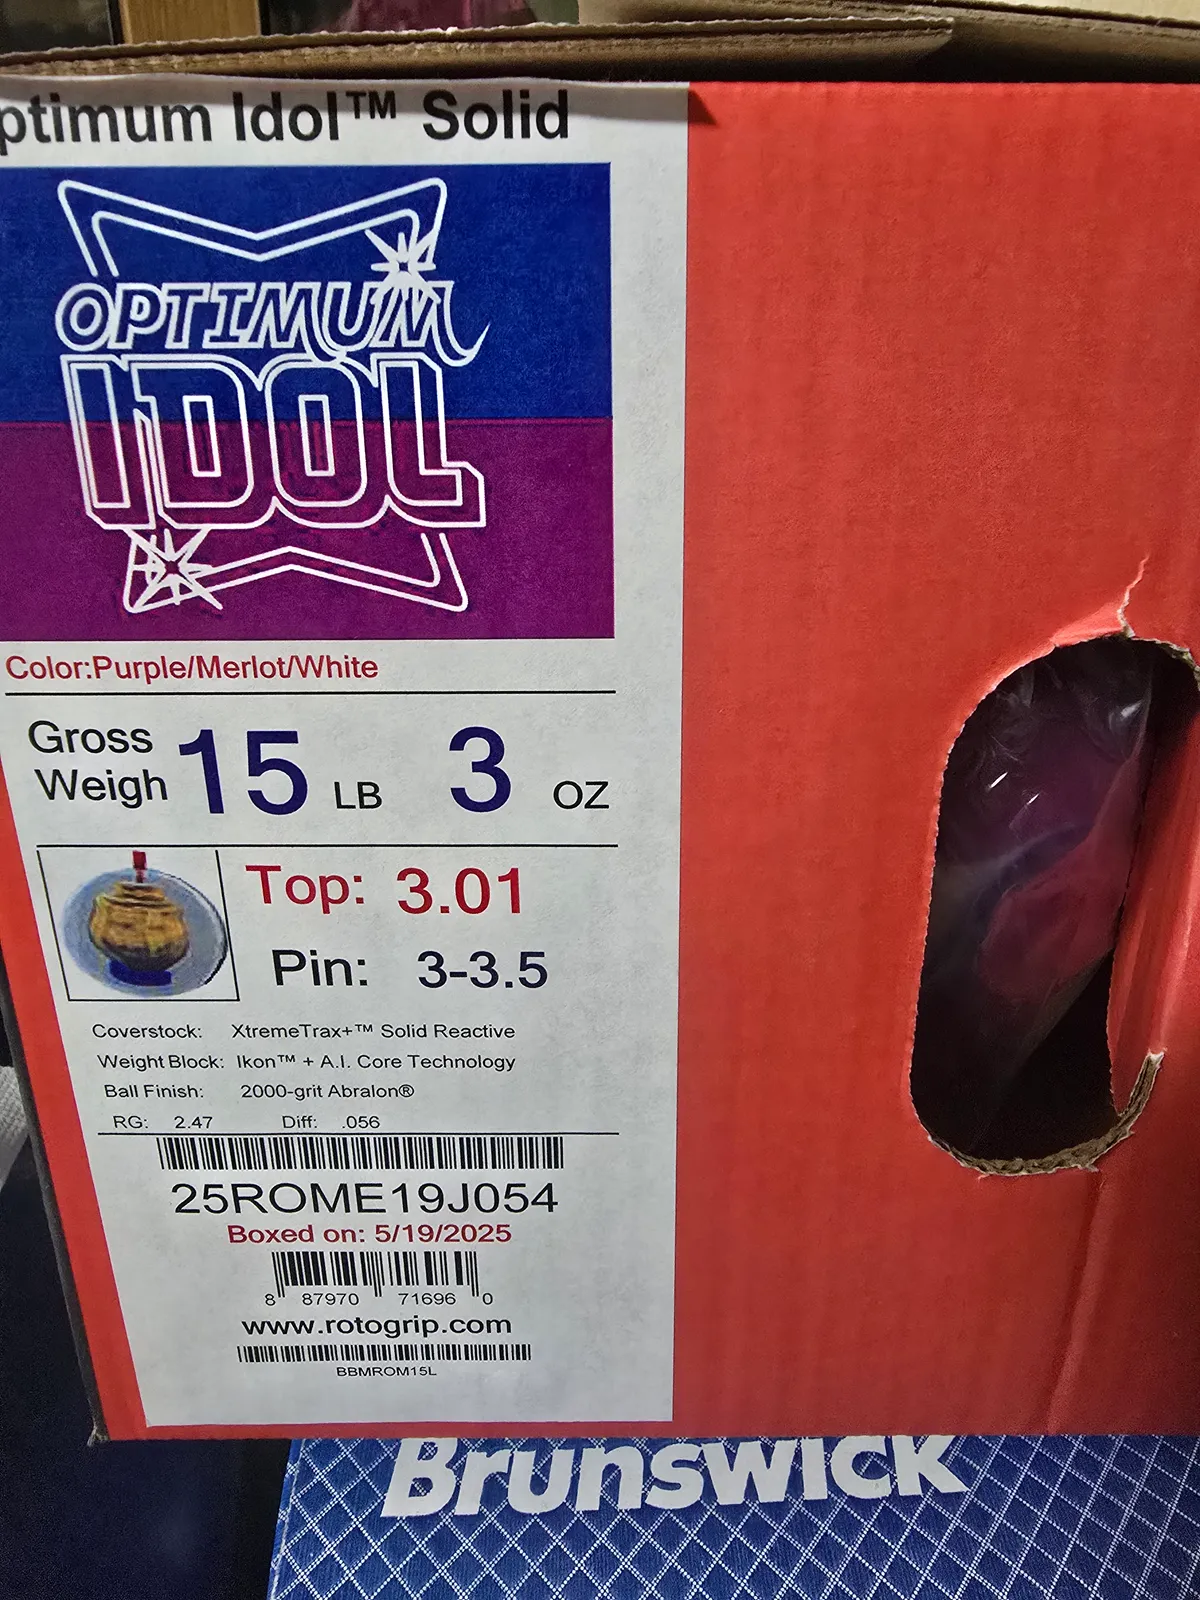 ptimum Idol™ Solid
OPTIMUM
IDOL
Color:Purple/Merlot/White
Gross
Weigh 15 LB 3 OZ
Top: 3.01
Pin: 3-3.5
Coverstock: XtremeTrax+™ Solid Reactive
Weight Block: Ikon™ + A.I. Core Technology
Ball Finish: 2000-grit Abralon®
RG: 2.47 Diff: .056
25ROME19J054
Boxed on: 5/19/2025
8 87970 71696 0
www.rotogrip.com
BBMROM15L
Brunswick